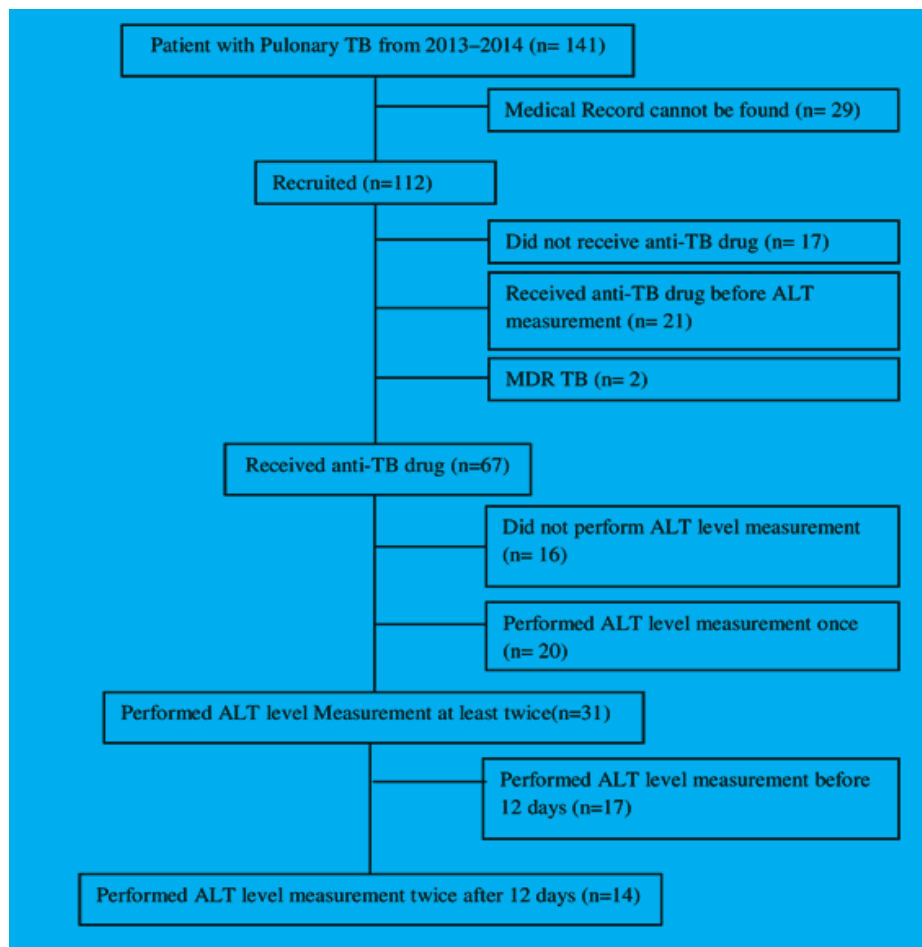 Patient with Pulonary TB from 2013–2014 (n= 141)
Medical Record cannot be found (n= 29)
Recruited (n=112)
Did not receive anti-TB drug (n= 17)
Received anti-TB drug before ALT
measurement (n= 21)
MDR TB (n= 2)
Received anti-TB drug (n=67)
Did not perform ALT level measurement
(n= 16)
Performed ALT level measurement once
(n= 20)
Performed ALT level Measurement at least twice(n=31)
Performed ALT level measurement before
12 days (n=17)
Performed ALT level measurement twice after 12 days (n=14)